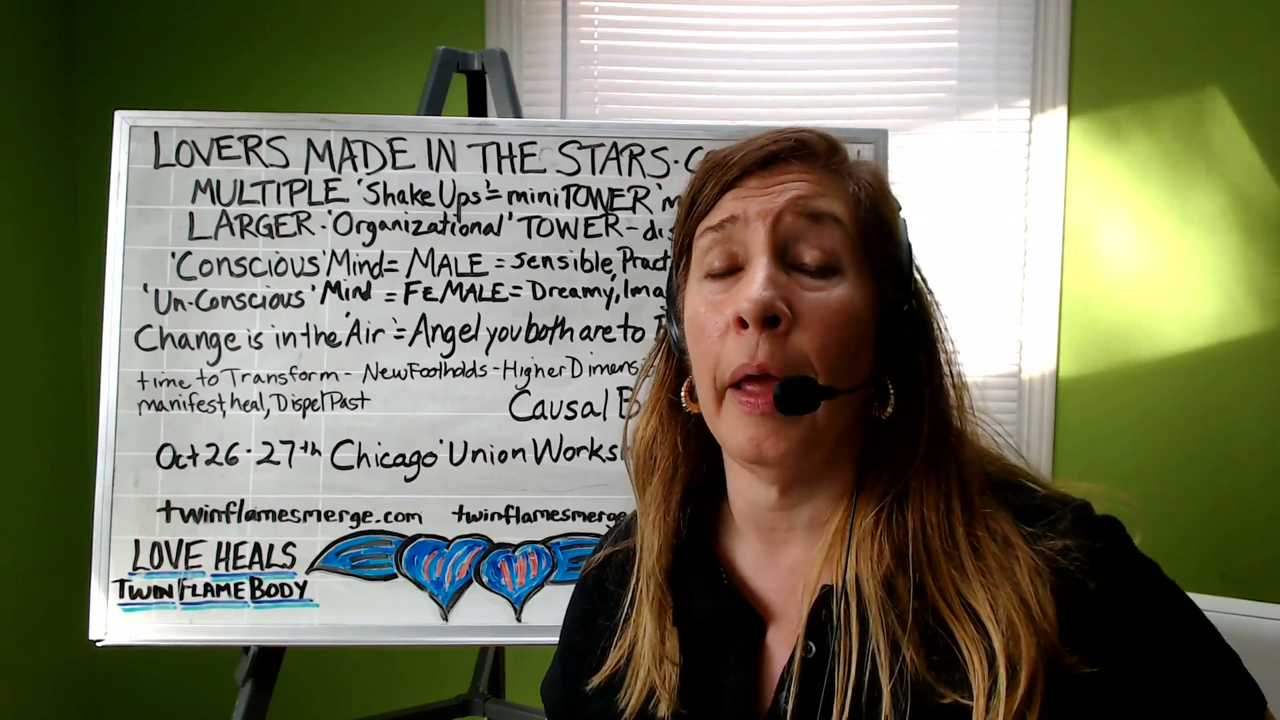 LOVERS MADE IN THE STARS • C
MULTIPLE 'Shake Ups' = mini TOWER 'm
LARGER • 'Organizational' TOWER - dis
'Conscious' Mind = MALE = Sensible, Pract
'Un-Conscious' Mind = FEMALE = Dreamy, Ima
Change is in the 'Air' = Angel you both are to
time to Transform - New Footholds - Higher Dimensi
manifest, heal, Dispel Past Causal B
Oct 26 • 27th Chicago 'Union Works
twinflamesmerge.com twinflamesmerge
LOVE HEALS
TWIN FLAME BODY